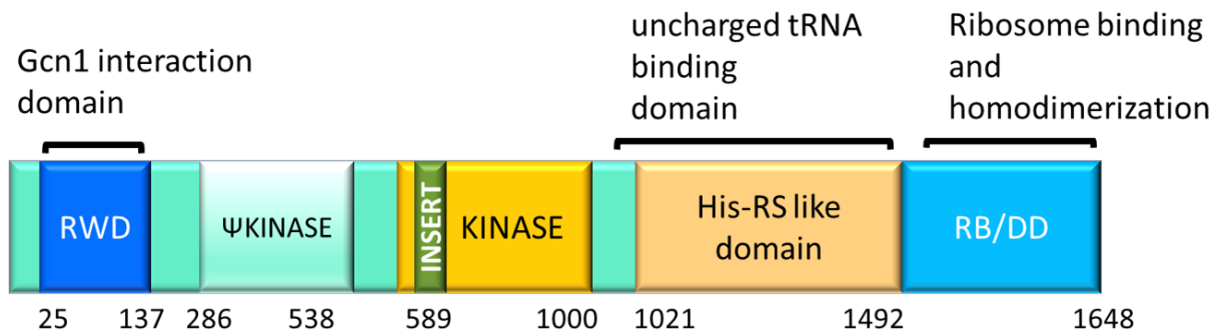 Gcn1 interaction
domain
uncharged tRNA
binding
domain
Ribosome binding
and
homodimerization
RWD
ΨKINASE
INSERT
KINASE
His-RS like
domain
RB/DD
25 137 286 538 589 1000 1021 1492 1648